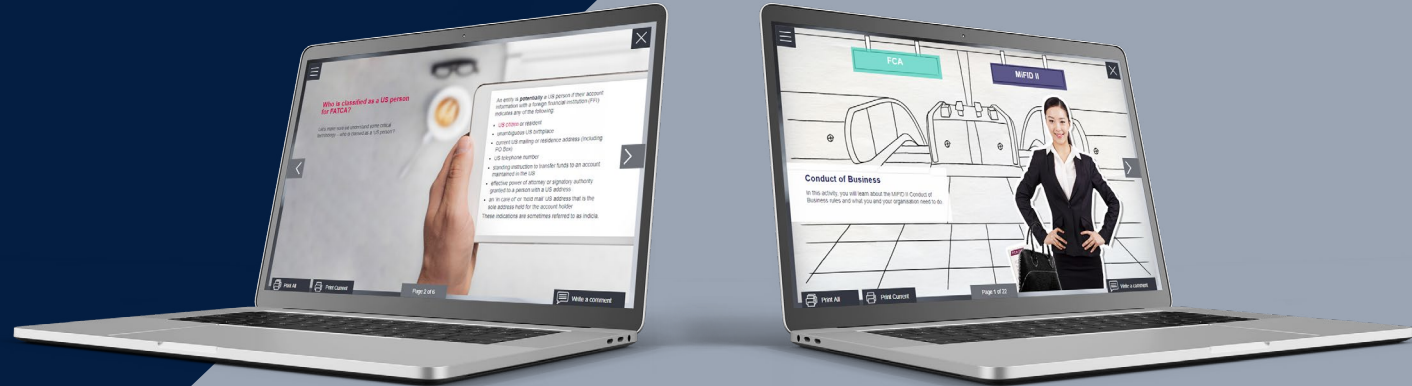 Who is classified as a US person
for FATCA?
An entity is potentially a US person if their account
information with a foreign financial institution (FFI)
indicates any of the following:
• US citizen or resident
• unambiguous US birthplace
• current US mailing or residence address (including
PO Box)
• US telephone number
• standing instruction to transfer funds to an account
maintained in the US
• effective power of attorney or signatory authority
granted to a person with a US address
• an 'in care of' or 'hold mail' US address that is the
sole address held for the account holder
These indications are sometimes referred to as indicia.
Print All
Print Current
Page 2 of 6
Write a comment
FCA
MiFID II
Conduct of Business
In this activity, you will learn about the MiFID II Conduct of
Business rules and what you and your organisation need to do.
Print All
Print Current
Page 1 of 22
Write a comment